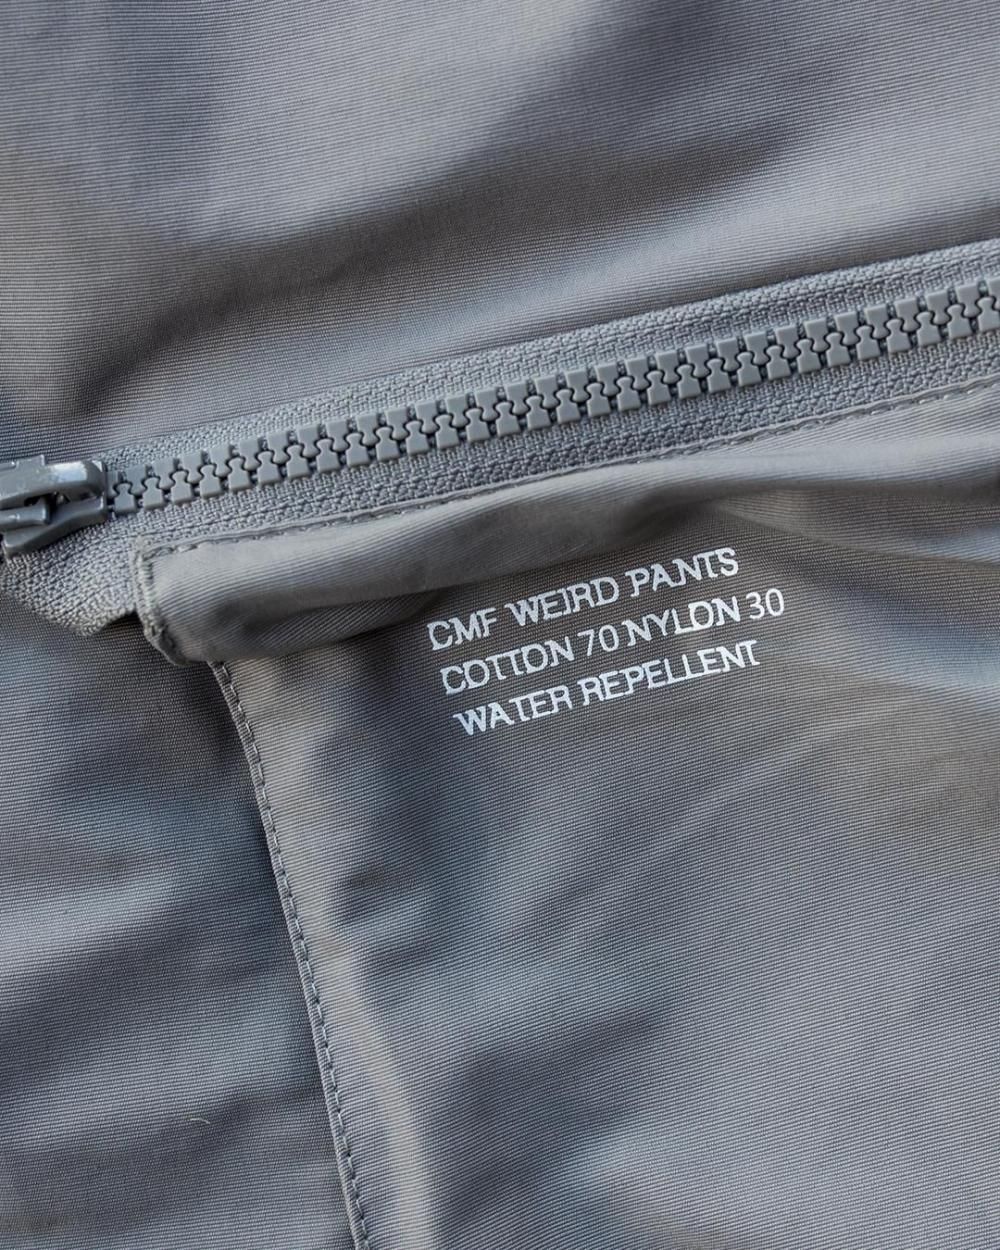 CMF WEIRD PANTS
COTTON 70 NYLON 30
WATER REPELLENT